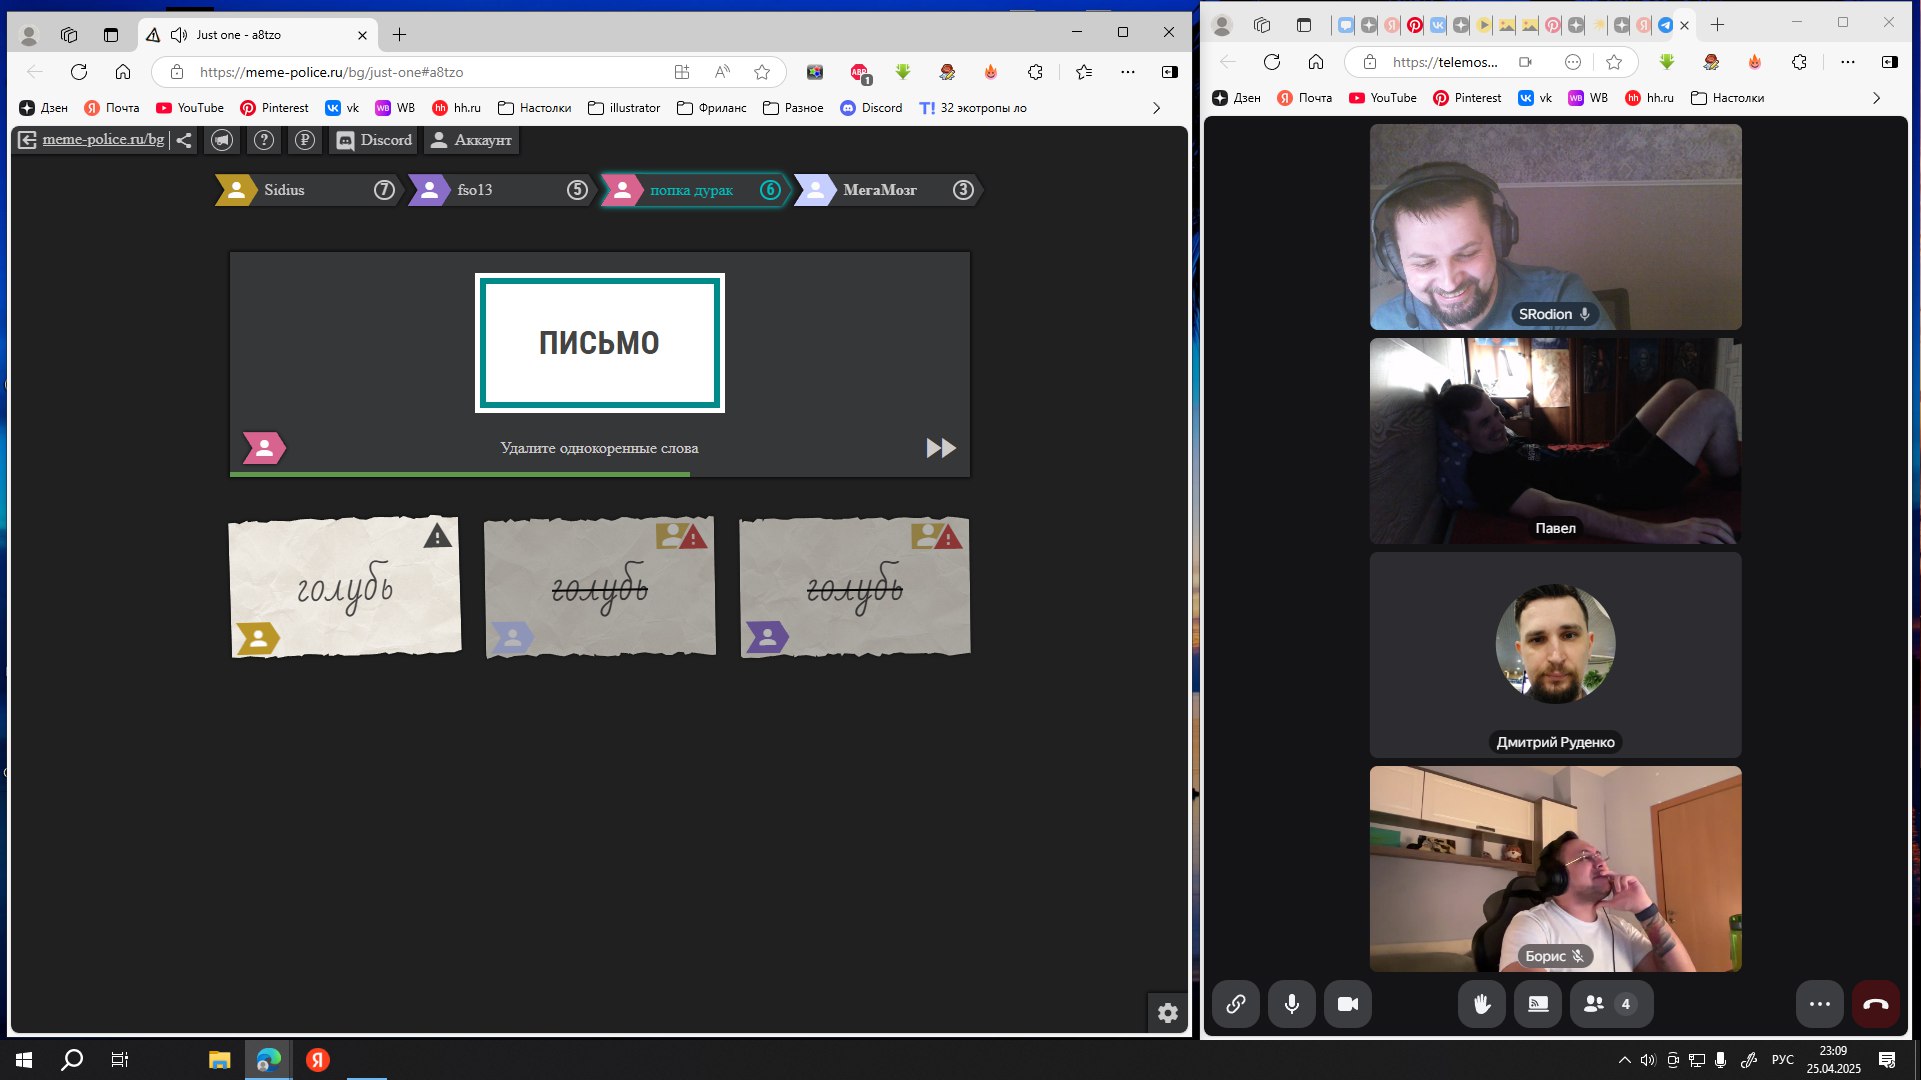 Just one - a8tzo
https://meme-police.ru/bg/just-one#a8tzo
ABP
1
Дзен
Почта
YouTube
Pinterest
vk
WB
hh.ru
Настолки
illustrator
Фриланс
Разное
Discord
32 экотропы ло
meme-police.ru/bg
Discord
Аккаунт
Sidius
7
fso13
5
попка дурак
6
МегаМозг
3
ПИСЬМО
Удалите однокоренные слова
голубь
голубь
голубь
https://telemos...
Дзен
Почта
YouTube
Pinterest
vk
WB
hh.ru
Настолки
SRodion
Павел
Дмитрий Руденко
Борис
4
РУС
23:09
25.04.2025